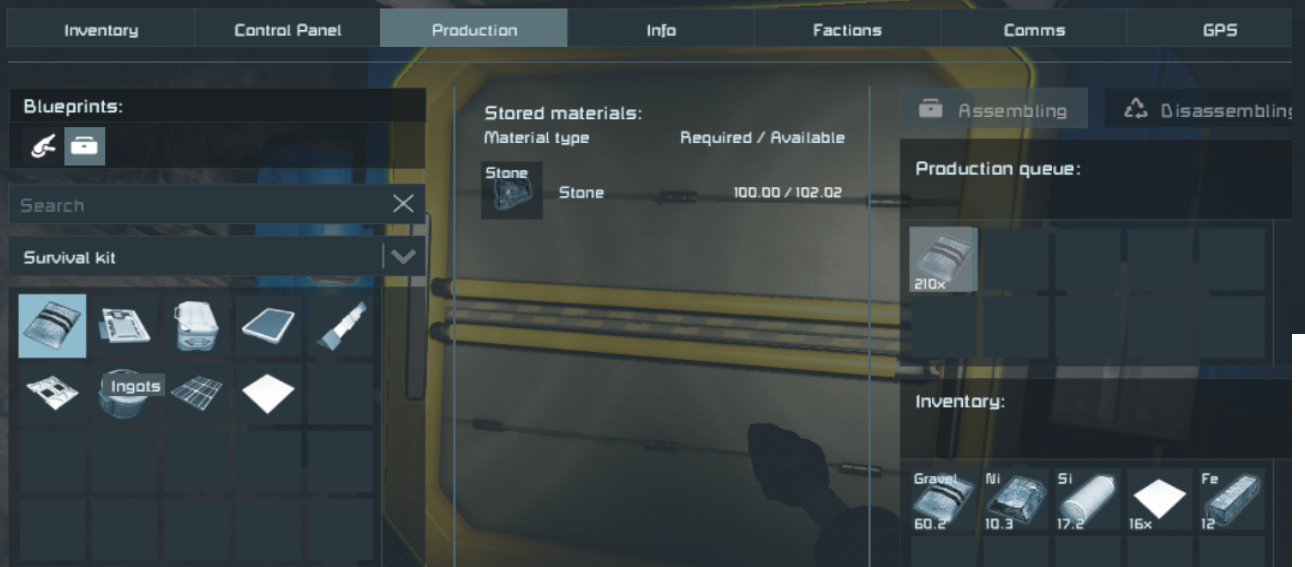 Inventory
Control Panel
Production
Info
Factions
Comms
GPS
Blueprints:
Search
Survival kit
Ingots
Stored materials:
Material type
Required / Available
Stone
Stone
100.00 / 102.02
Assembling
Disassembling
Production queue:
210x
Inventory:
Gravel
60.2
Ni
10.3
Si
17.2
16x
Fe
12